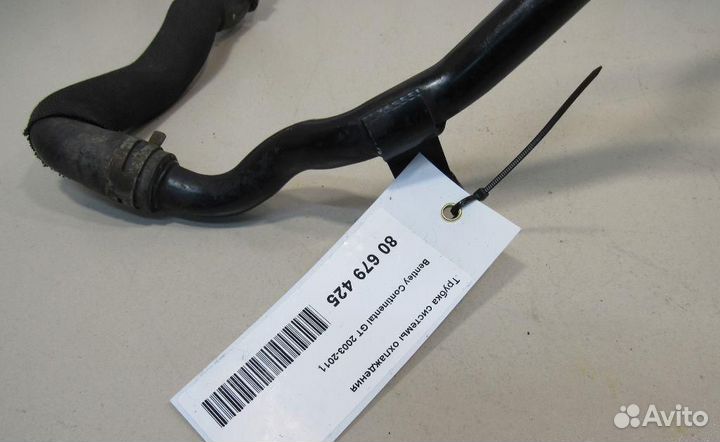 80 679 425
Bentley Continental GT 2003-2011
Трубка системы охлаждения
Avito